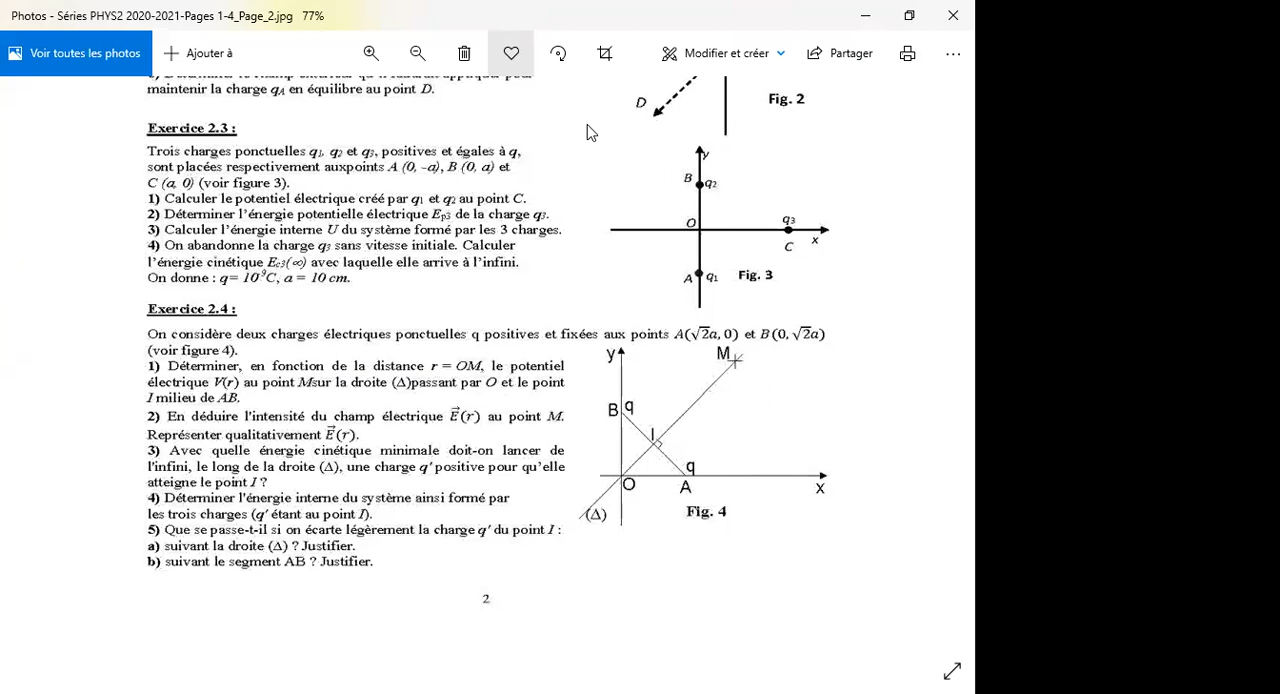 Photos - Séries PHYS2 2020-2021-Pages 1-4_Page_2.jpg 77%
Voir toutes les photos
Ajouter à
Modifier et créer
Partager
maintenir la charge qA en équilibre au point D.
D
Fig. 2
Exercice 2.3 :
Trois charges ponctuelles q1, q2 et q3, positives et égales à q,
sont placées respectivement auxpoints A (0, -a), B (0, a) et
C (a, 0) (voir figure 3).
1) Calculer le potentiel électrique créé par q1 et q2 au point C.
2) Déterminer l'énergie potentielle électrique Ep3 de la charge q3.
3) Calculer l'énergie interne U du système formé par les 3 charges.
4) On abandonne la charge q3 sans vitesse initiale. Calculer
l'énergie cinétique Ec3(∞) avec laquelle elle arrive à l'infini.
On donne : q= 10⁻⁹C, a = 10 cm.
y
B q2
O
q3
C x
A q1
Fig. 3
Exercice 2.4 :
On considère deux charges électriques ponctuelles q positives et fixées aux points A(√2a, 0) et B(0, √2a)
(voir figure 4).
1) Déterminer, en fonction de la distance r = OM, le potentiel
électrique V(r) au point Msur la droite (Δ)passant par O et le point
I milieu de AB.
2) En déduire l'intensité du champ électrique E⃗(r) au point M.
Représenter qualitativement E⃗(r).
3) Avec quelle énergie cinétique minimale doit-on lancer de
l'infini, le long de la droite (Δ), une charge q' positive pour qu'elle
atteigne le point I ?
4) Déterminer l'énergie interne du système ainsi formé par
les trois charges (q' étant au point I).
5) Que se passe-t-il si on écarte légèrement la charge q' du point I :
a) suivant la droite (Δ) ? Justifier.
b) suivant le segment AB ? Justifier.
y
M
B q
I
q
O
A
x
(Δ)
Fig. 4
2